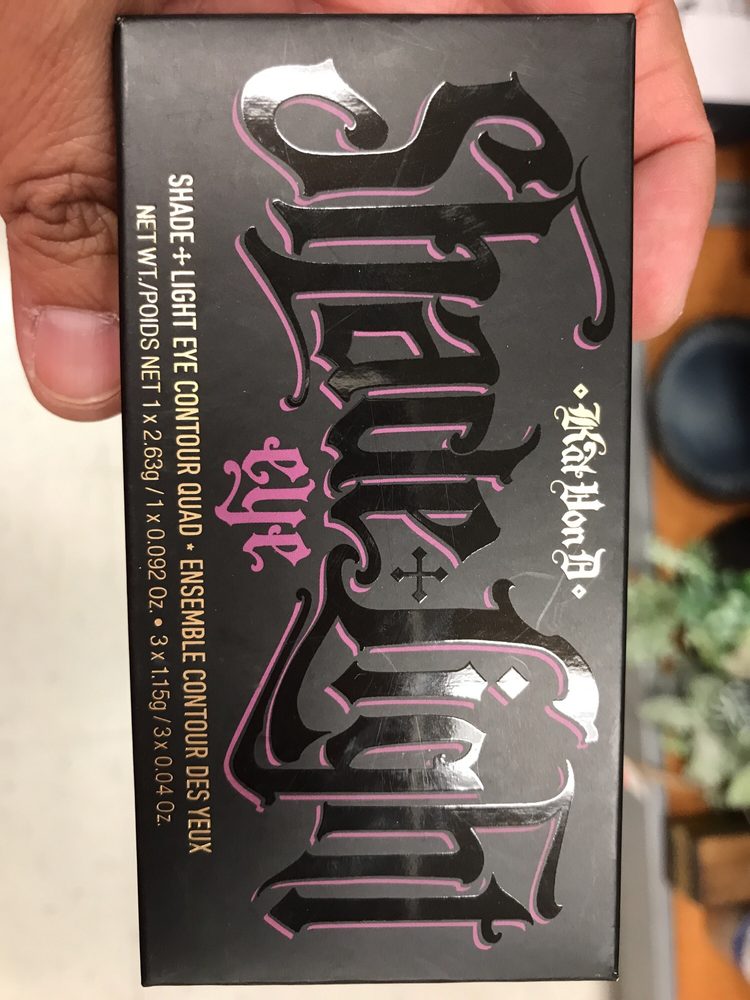 Kat Von D
Shade + Light
eye
SHADE + LIGHT EYE CONTOUR QUAD * ENSEMBLE CONTOUR DES YEUX
NET WT./POIDS NET 1 x 2.63g / 1 x 0.092 Oz. • 3 x 1.15g / 3 x 0.04 Oz.